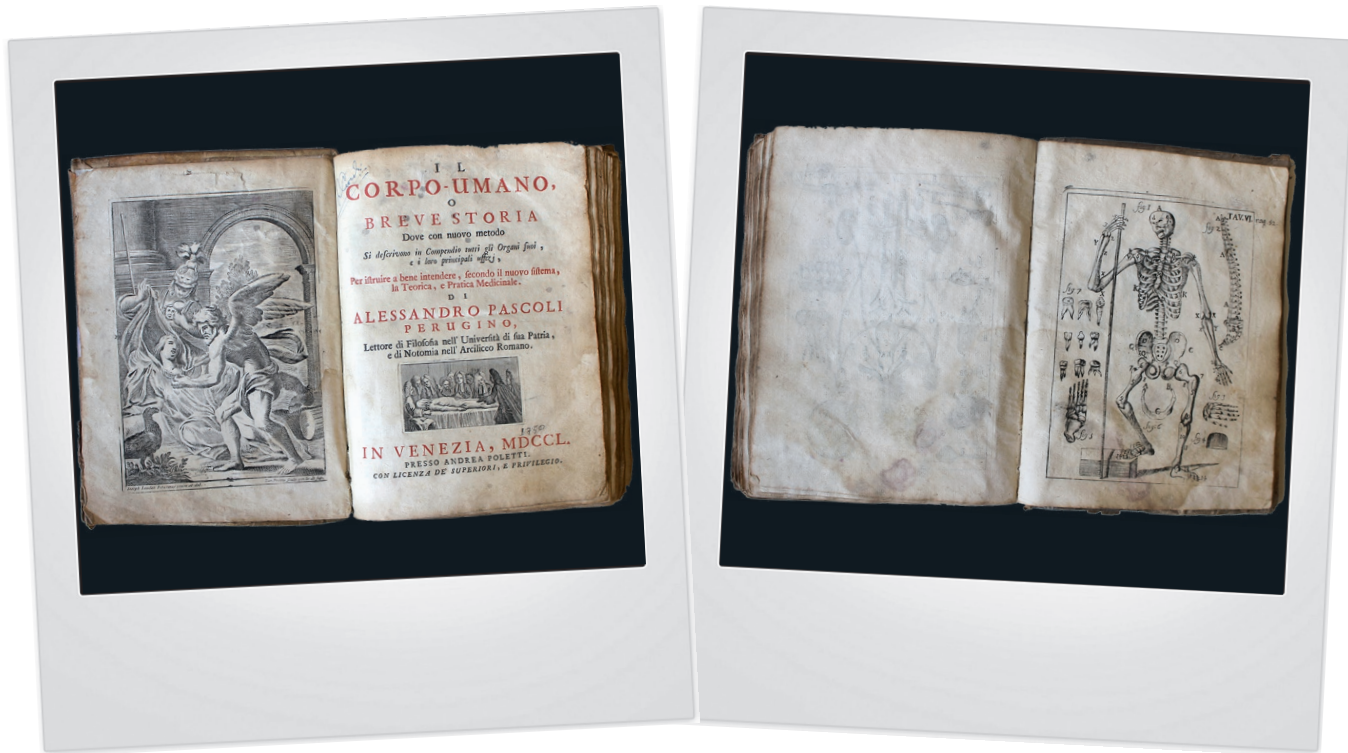 I L
CORPO-UMANO,
O
BREVE STORIA
Dove con nuovo metodo
Si deſcrivono in Compendio tutti gli Organi ſuoi,
e i loro principali uffizj,
Per iſtruire a bene intendere, ſecondo il nuovo ſiſtema,
la Teorica, e Pratica Medicinale.
DI
ALESSANDRO PASCOLI
PERUGINO,
Lettore di Filoſofia nell' Univerſità di ſua Patria,
e di Notomia nell' Arciliceo Romano.
IN VENEZIA, MDCCL.
PRESSO ANDREA POLETTI.
CON LICENZA DE' SUPERIORI, E PRIVILEGIO.
TAV. VI.